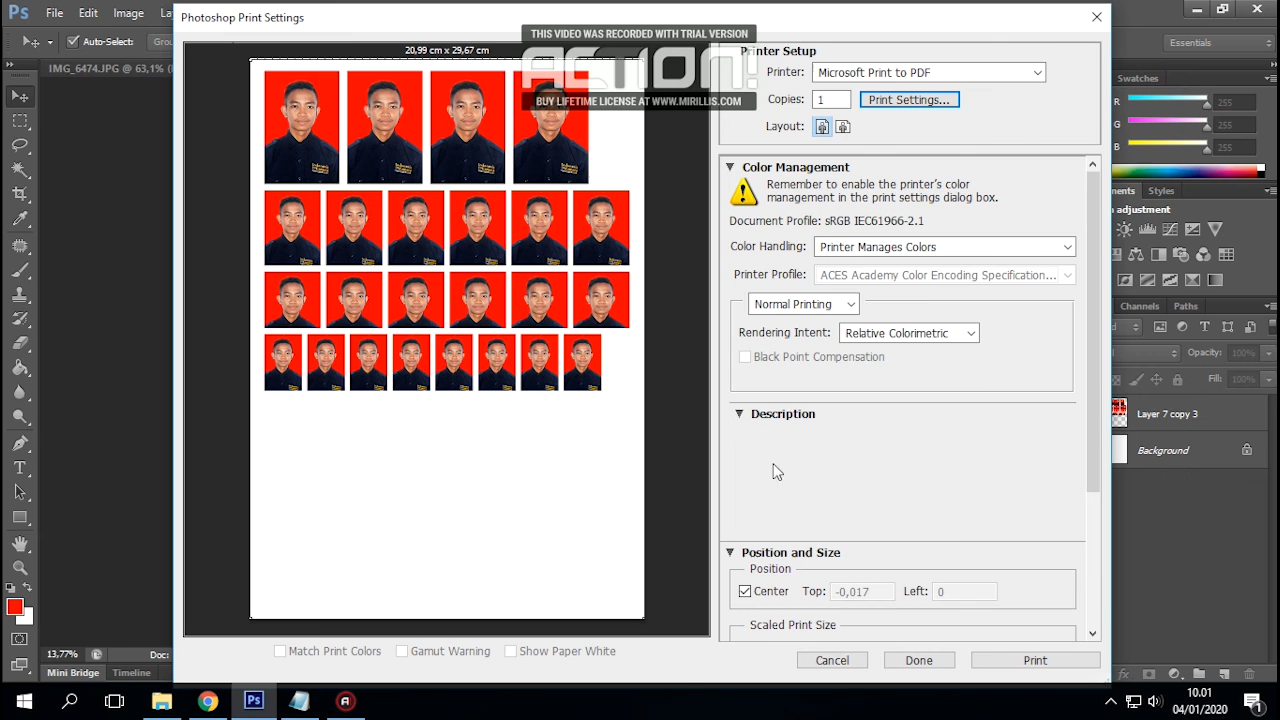 Ps File Edit Image La
Photoshop Print Settings
THIS VIDEO WAS RECORDED WITH TRIAL VERSION
ACTION!
BUY LIFETIME LICENSE AT WWW.MIRILLIS.COM
Auto-Select: Grou
Essentials
IMG_6474.JPG @ 63,1%
20,99 cm x 29,67 cm
Printer Setup
Printer: Microsoft Print to PDF
Copies: 1 Print Settings...
Layout:
Color Management
Remember to enable the printer's color
management in the print settings dialog box.
Document Profile: sRGB IEC61966-2.1
Color Handling: Printer Manages Colors
Printer Profile: ACES Academy Color Encoding Specification...
Normal Printing
Rendering Intent: Relative Colorimetric
Black Point Compensation
Description
Position and Size
Position
Center Top: -0,017 Left: 0
Scaled Print Size
Match Print Colors Gamut Warning Show Paper White
Cancel Done Print
Swatches
R 255
G 255
B 255
ments Styles
n adjustment
Channels Paths
Opacity: 100%
Fill: 100%
Layer 7 copy 3
Background
fx
13,77% Doc:
Mini Bridge Timeline
Ps
10.01
04/01/2020
1